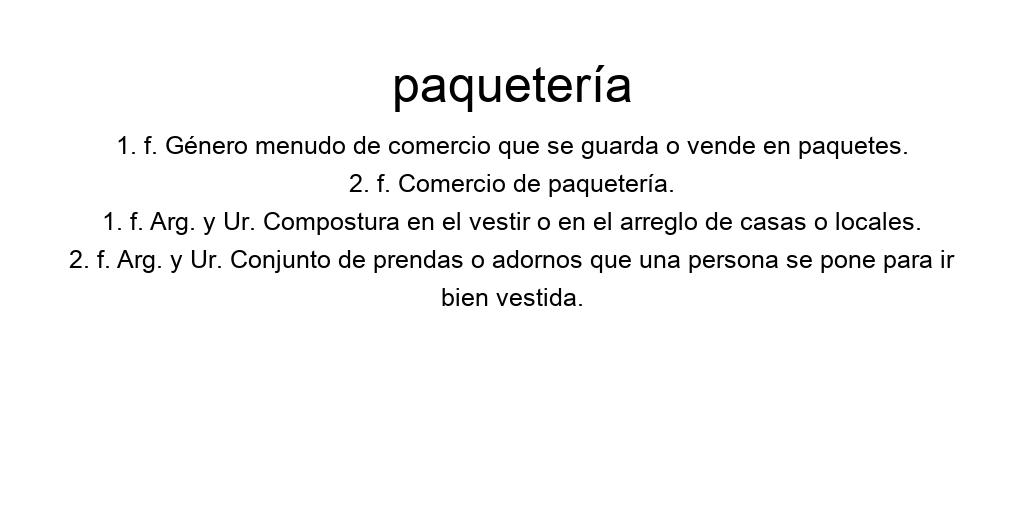 paquetería
1. f. Género menudo de comercio que se guarda o vende en paquetes.
2. f. Comercio de paquetería.
1. f. Arg. y Ur. Compostura en el vestir o en el arreglo de casas o locales.
2. f. Arg. y Ur. Conjunto de prendas o adornos que una persona se pone para ir
bien vestida.